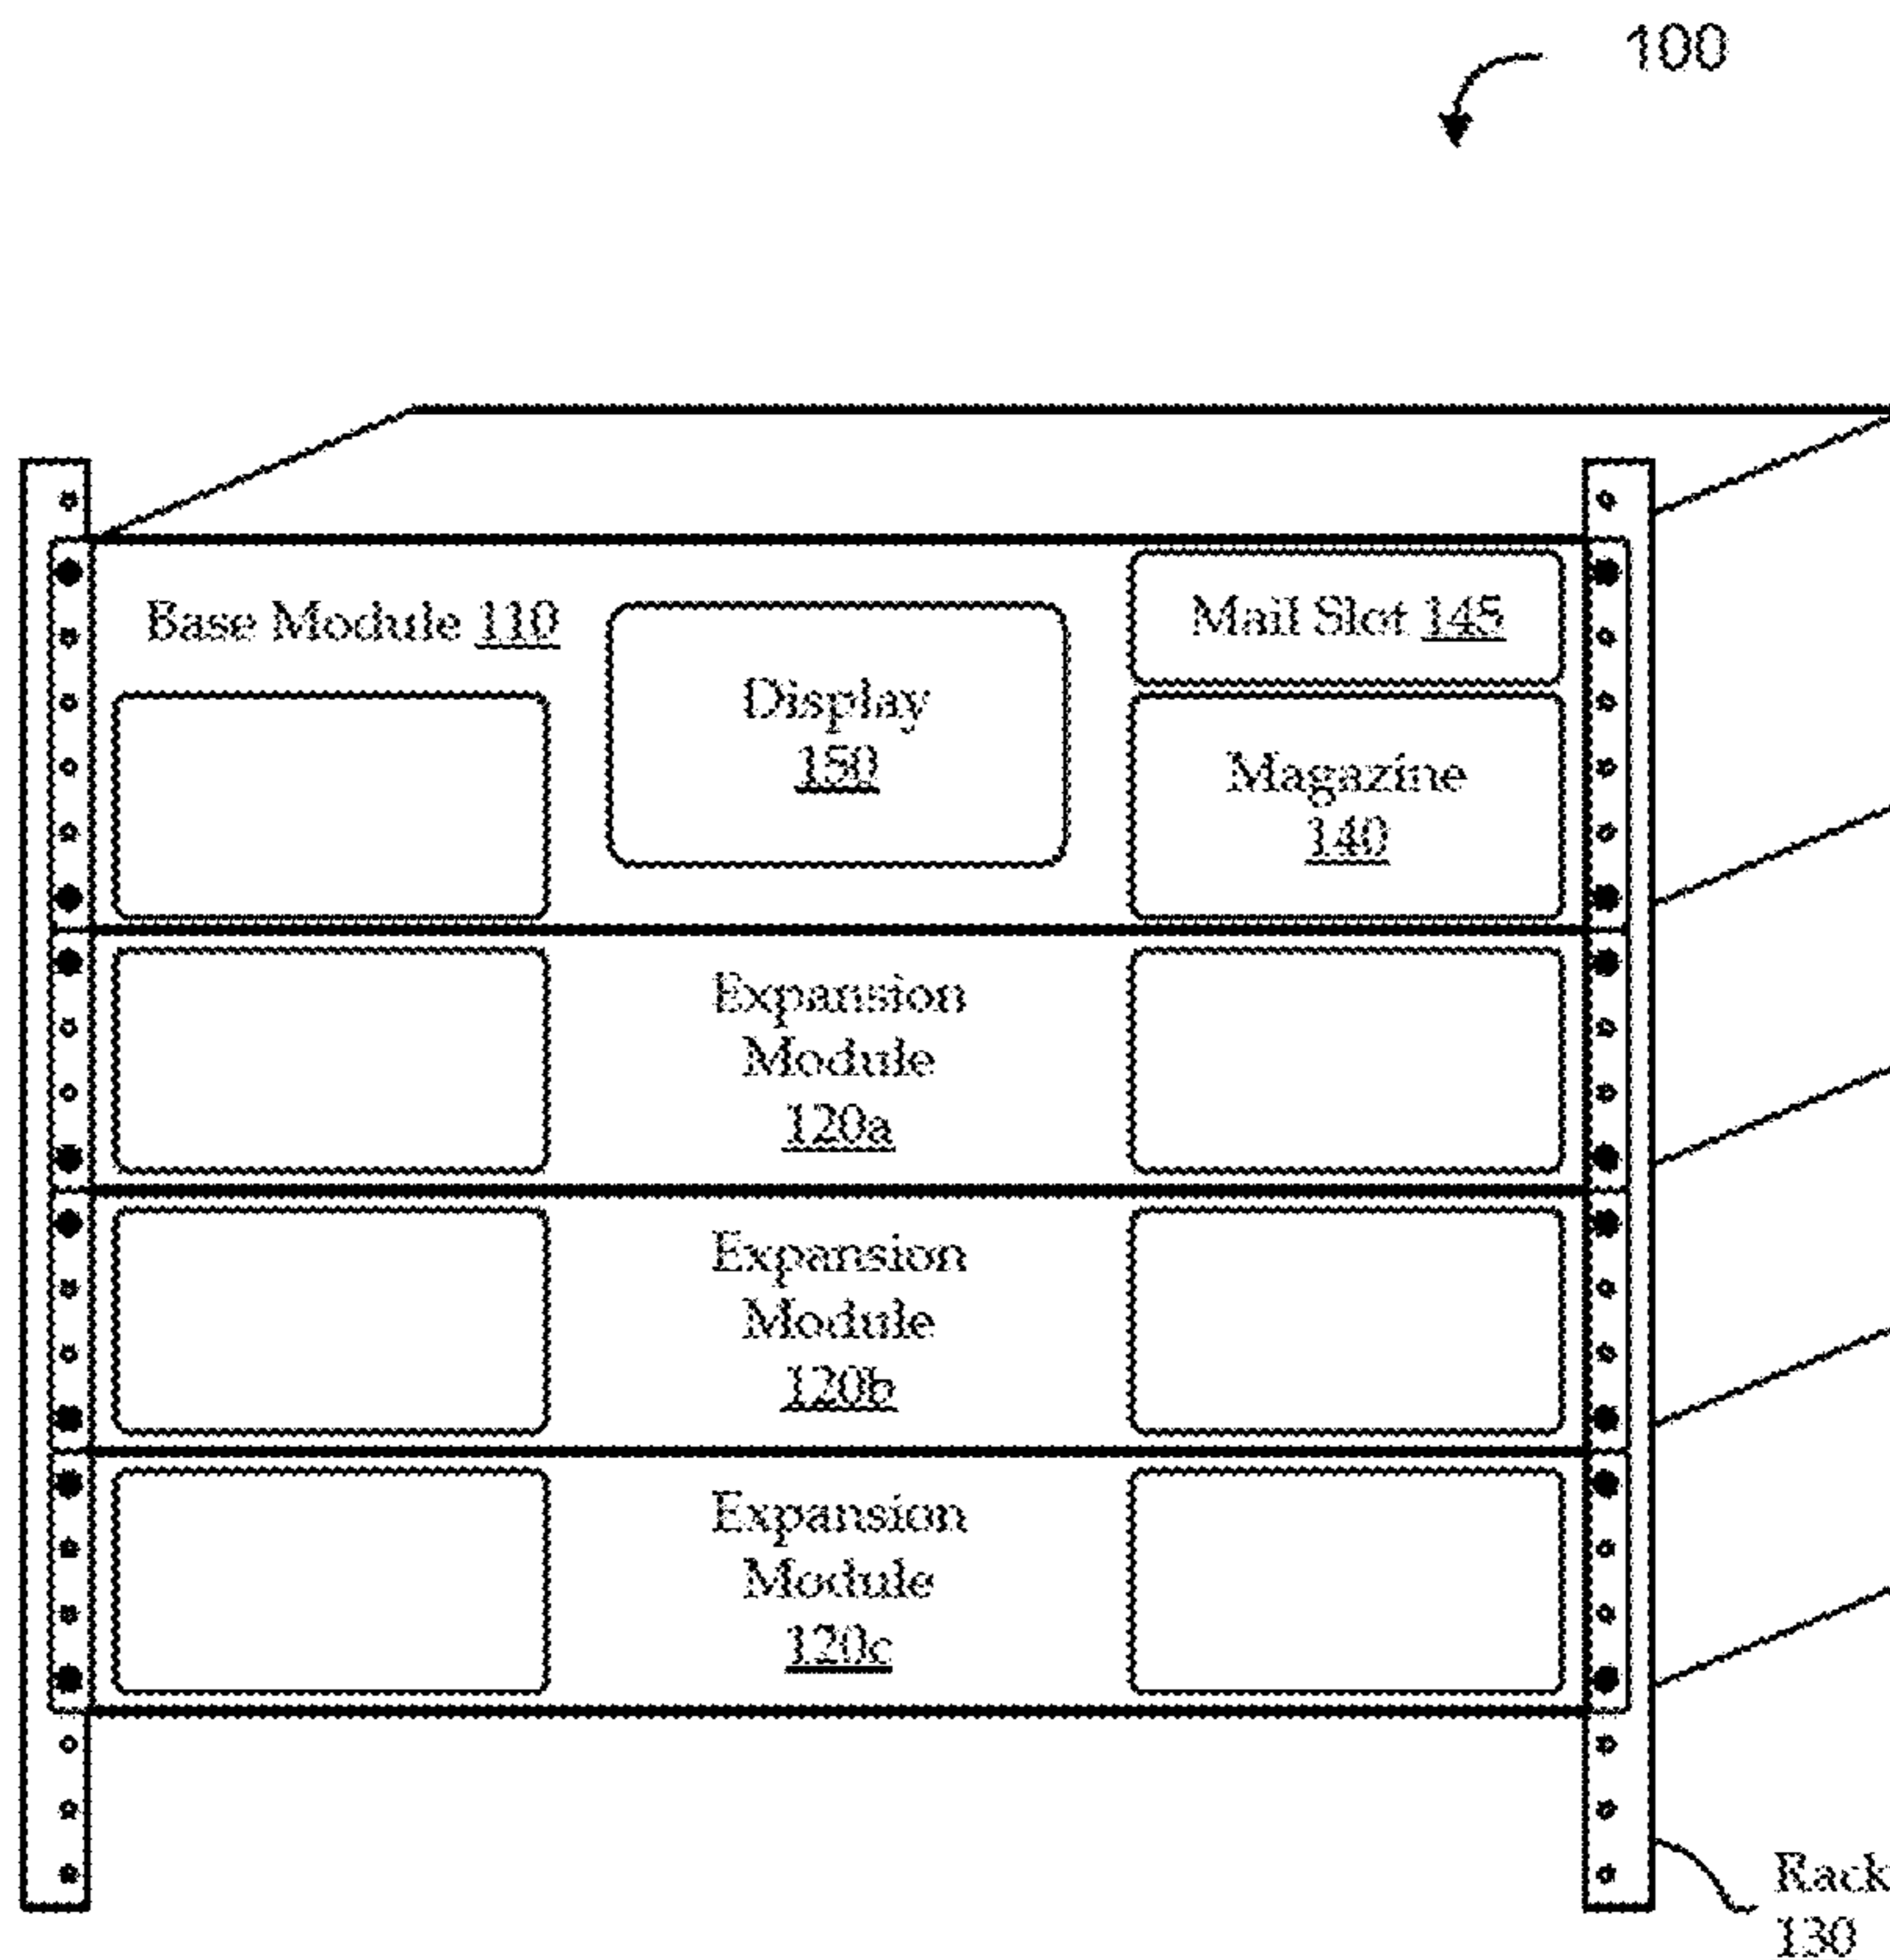 100
Base Module 110
Display
150
Mail Slot 145
Magazine
140
Expansion
Module
120a
Expansion
Module
120b
Expansion
Module
120c
Rack
130